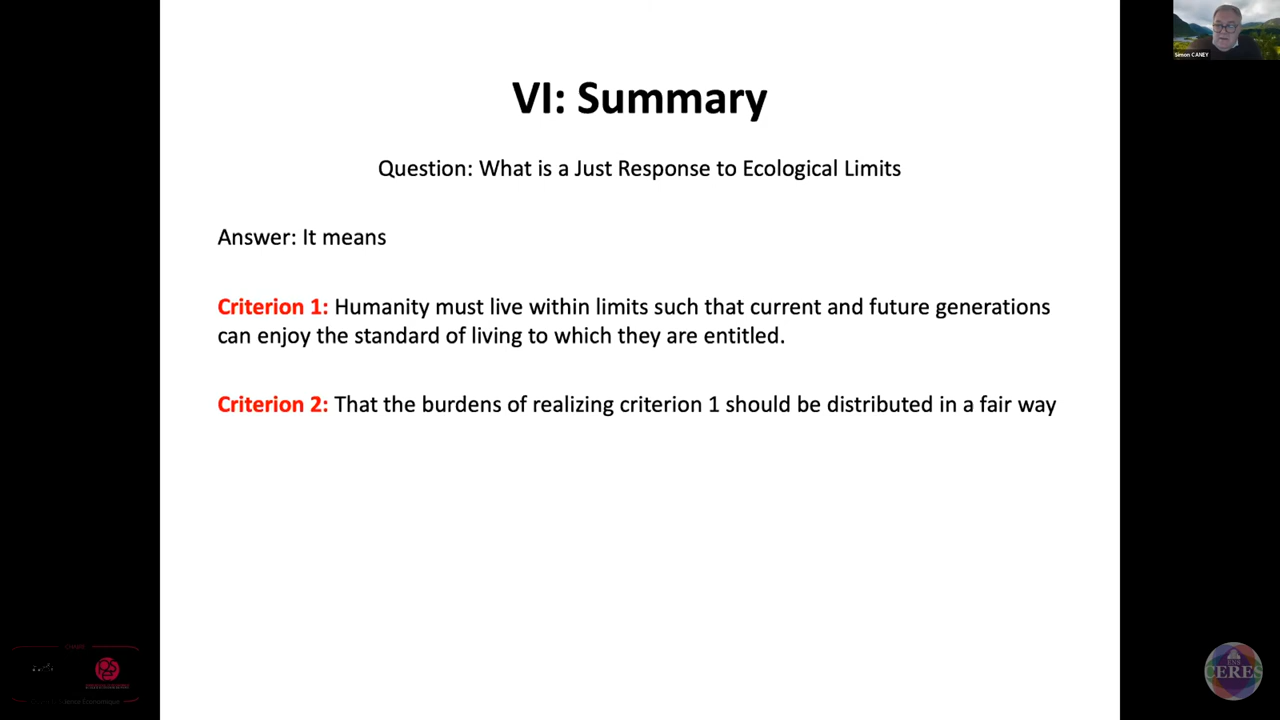 VI: Summary
Question: What is a Just Response to Ecological Limits
Answer: It means
Criterion 1: Humanity must live within limits such that current and future generations
can enjoy the standard of living to which they are entitled.
Criterion 2: That the burdens of realizing criterion 1 should be distributed in a fair way
Simon CANEY
ENS
CERES